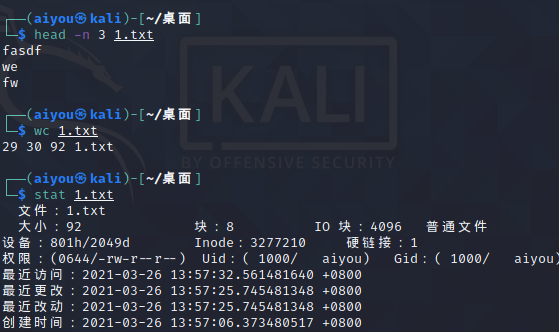 ┌──(aiyou㉿kali)-[~/桌面]
└─$ head -n 3 1.txt
fasdf
we
fw
┌──(aiyou㉿kali)-[~/桌面]
└─$ wc 1.txt
29 30 92 1.txt
┌──(aiyou㉿kali)-[~/桌面]
└─$ stat 1.txt
文件：1.txt
大小：92 块：8 IO 块：4096 普通文件
设备：801h/2049d Inode：3277210 硬链接：1
权限：(0644/-rw-r--r--) Uid：( 1000/ aiyou) Gid：( 1000/ aiyou)
最近访问：2021-03-26 13:57:32.561481640 +0800
最近更改：2021-03-26 13:57:25.745481348 +0800
最近改动：2021-03-26 13:57:25.745481348 +0800
创建时间：2021-03-26 13:57:06.373480517 +0800
KALI
BY OFFENSIVE SECURITY